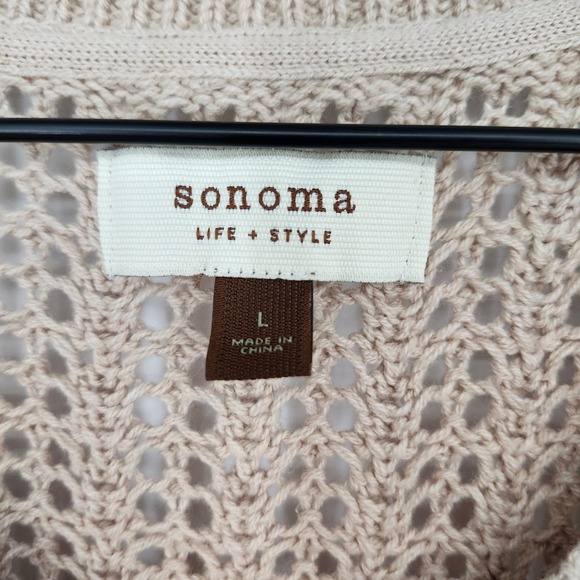 sonoma
LIFE + STYLE
L
MADE IN
CHINA